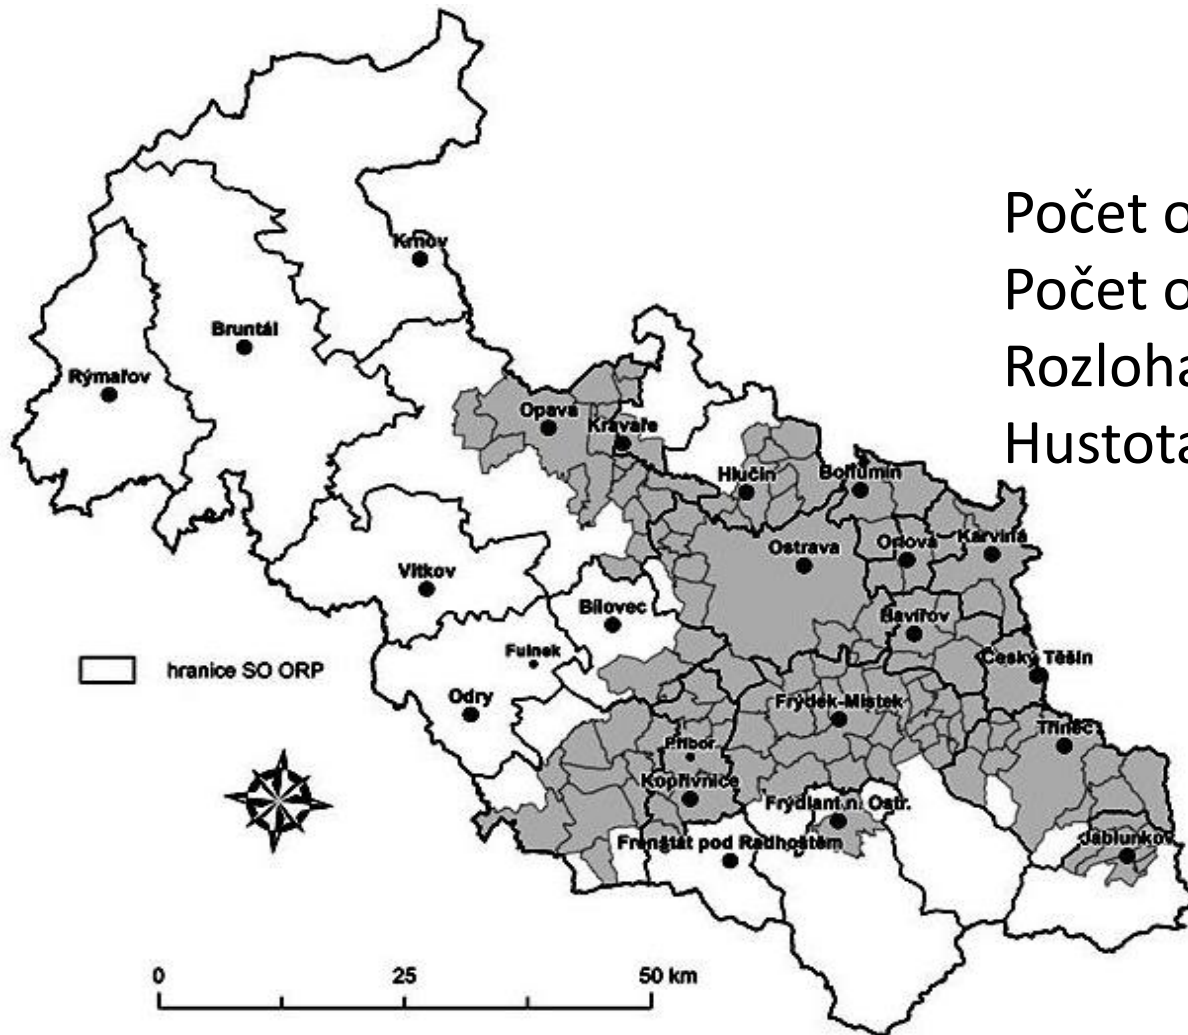 Počet o
Počet o
Rozloha
Hustota
Krnov
Bruntál
Rýmařov
Opava
Kravaře
Hlučín
Bohumín
Ostrava
Orlová
Karviná
Vítkov
Bílovec
Havířov
Fulnek
Český Těšín
hranice SO ORP
Odry
Frýdek-Místek
Příbor
Třinec
Kopřivnice
Frýdlant n. Ostr.
Frenštát pod Radhoštěm
Jablunkov
0 25 50 km